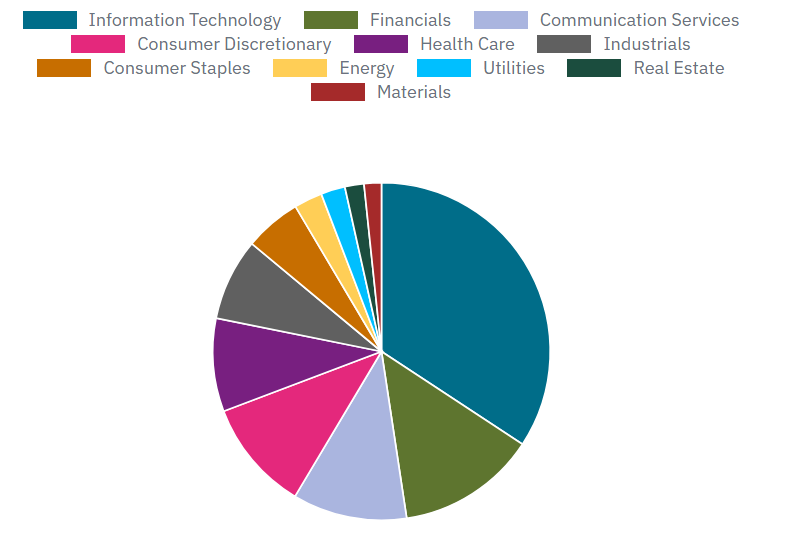 Information Technology Financials Communication Services
Consumer Discretionary Health Care Industrials
Consumer Staples Energy Utilities Real Estate
Materials